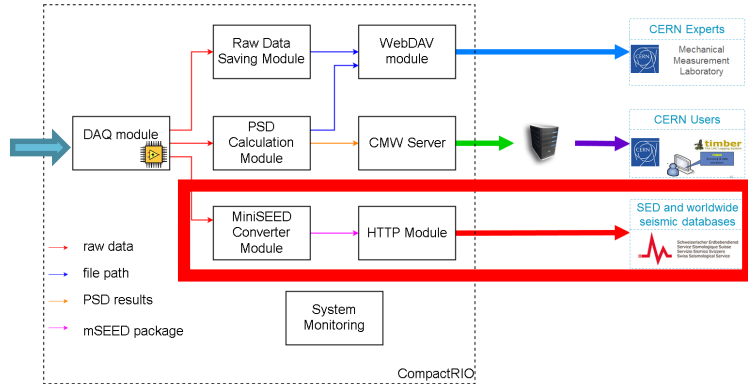 CERN Experts
Raw Data
Saving Module
WebDAV
module
CERN
Mechanical
Measurement
Laboratory
DAQ module
PSD
Calculation
Module
CMW Server
CERN Users
CERN
timber
MiniSEED
Converter
Module
HTTP Module
SED and worldwide
seismic databases
Schweizerischer Erdbebendienst
Service Sismologique Suisse
Servizio Sismico Svizzero
Swiss Seismological Service
raw data
file path
PSD results
mSEED package
System
Monitoring
CompactRIO